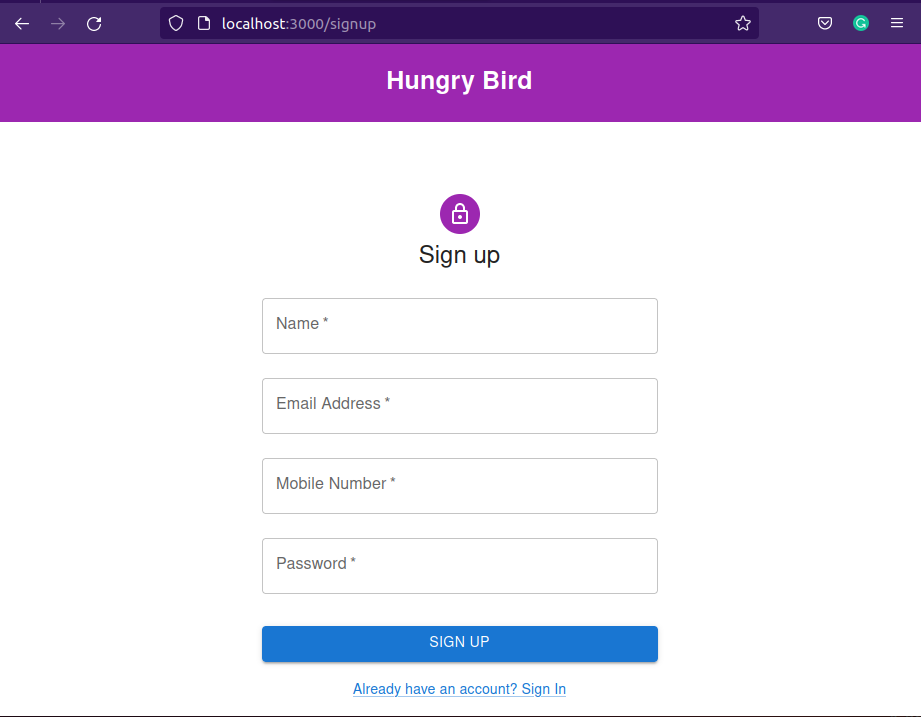 localhost:3000/signup
Hungry Bird
Sign up
Name *
Email Address *
Mobile Number *
Password *
SIGN UP
Already have an account? Sign In